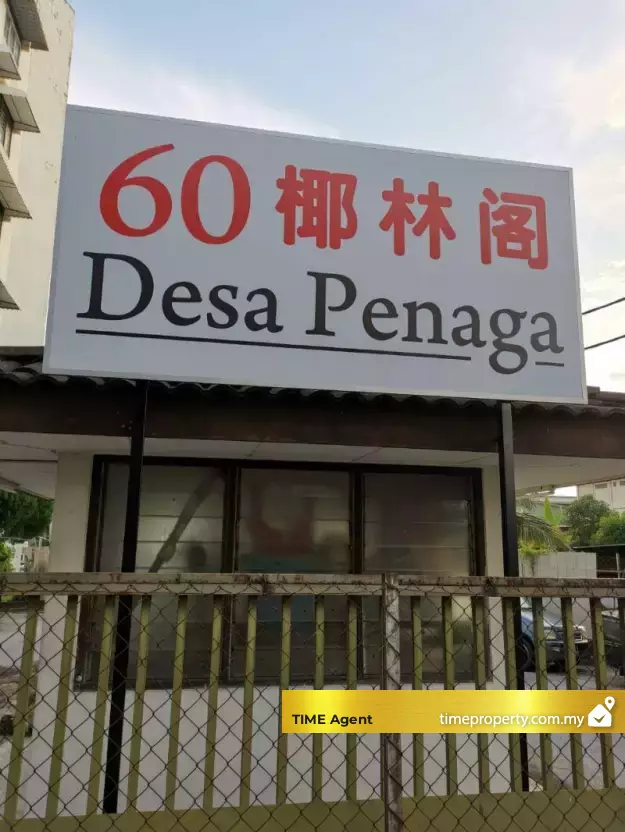 60 椰林阁
Desa Penaga
TIME Agent
timeproperty.com.my